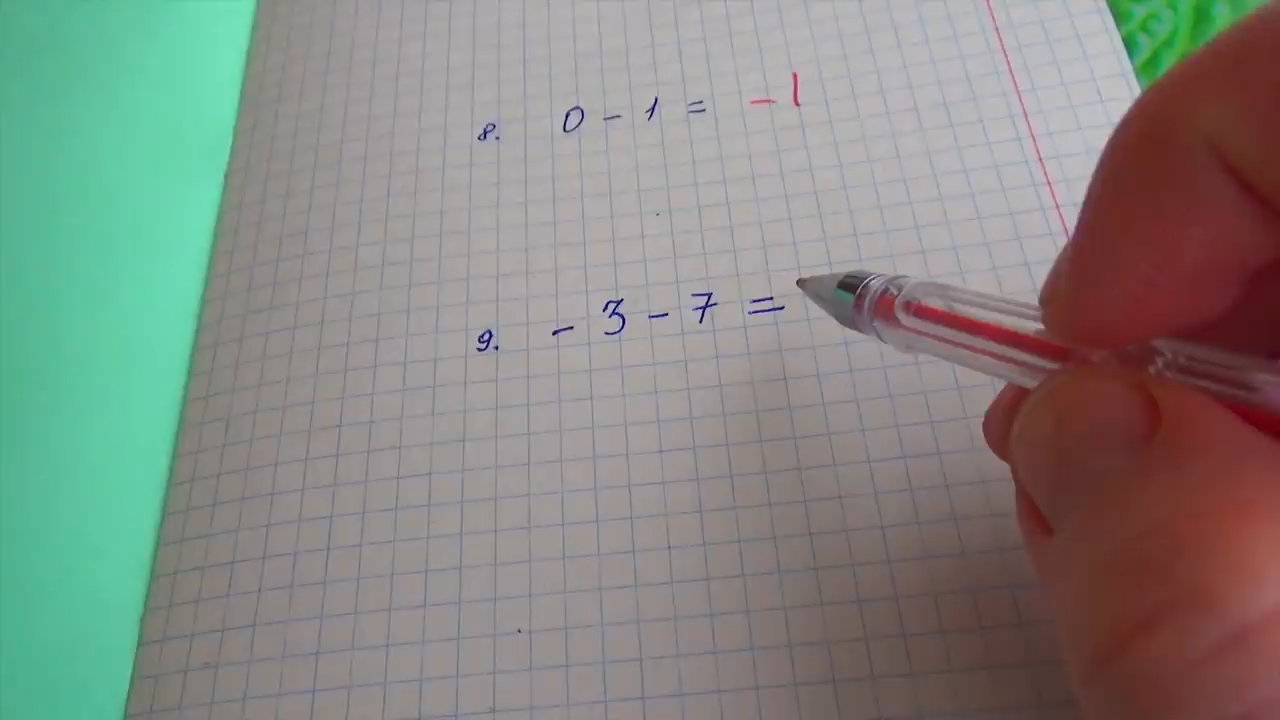 8. 0 - 1 = -1
9. - 3 - 7 =